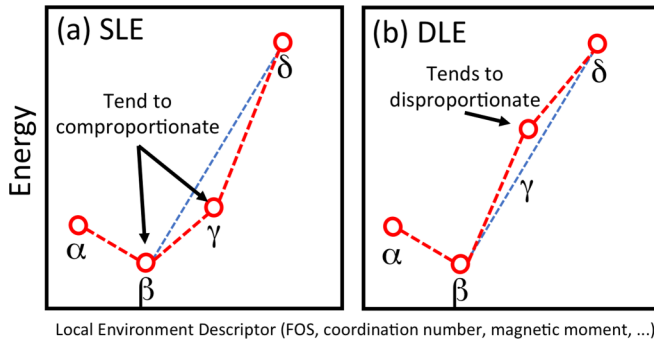 (a) SLE
δ
Tend to
comproportionate
γ
α
β
(b) DLE
δ
Tends to
disproportionate
γ
α
β
Energy
Local Environment Descriptor (FOS, coordination number, magnetic moment, ...)